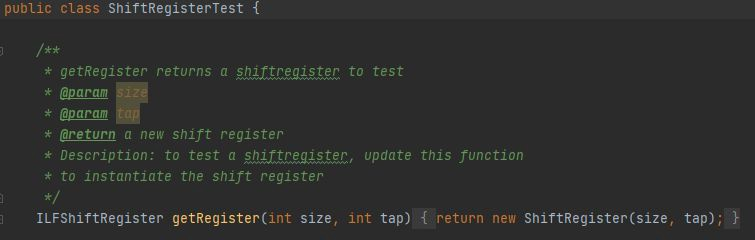 public class ShiftRegisterTest {
/**
* getRegister returns a shiftregister to test
* @param size
* @param tap
* @return a new shift register
* Description: to test a shiftregister, update this function
* to instantiate the shift register
*/
ILFShiftRegister getRegister(int size, int tap) { return new ShiftRegister(size, tap); }